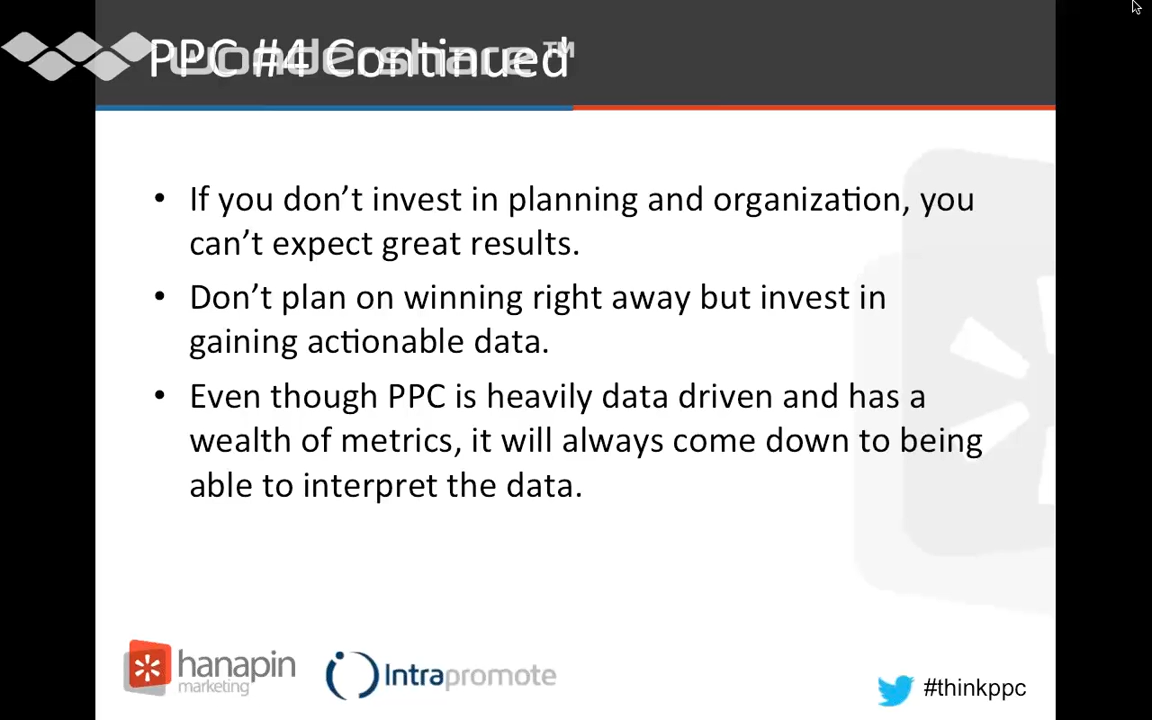 PPC #4 Continued
wondershare™
• If you don't invest in planning and organization, you
can't expect great results.
• Don't plan on winning right away but invest in
gaining actionable data.
• Even though PPC is heavily data driven and has a
wealth of metrics, it will always come down to being
able to interpret the data.
hanapin
marketing
Intrapromote
#thinkppc